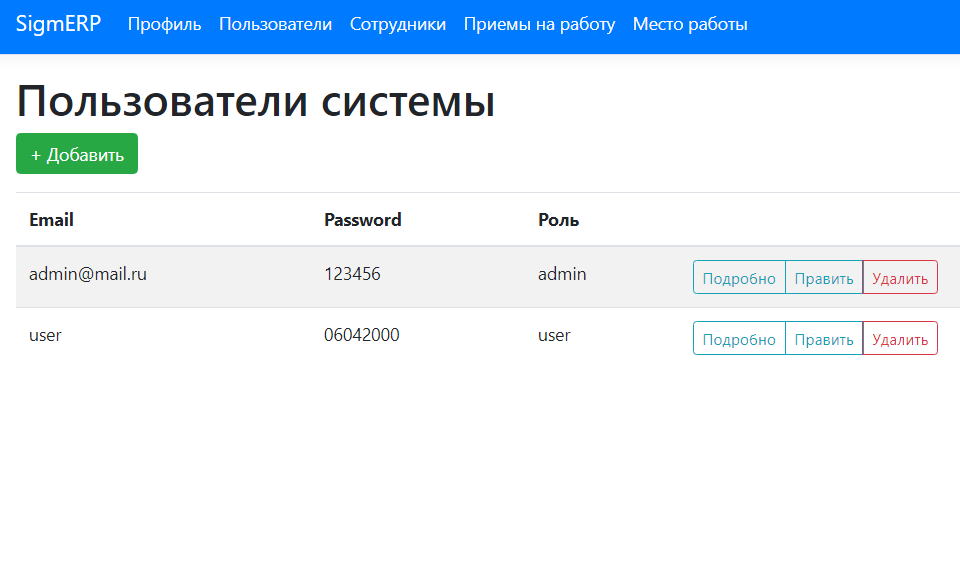 SigmERP Профиль Пользователи Сотрудники Приемы на работу Место работы
Пользователи системы
+ Добавить
Email Password Роль
admin@mail.ru 123456 admin Подробно Править Удалить
user 06042000 user Подробно Править Удалить